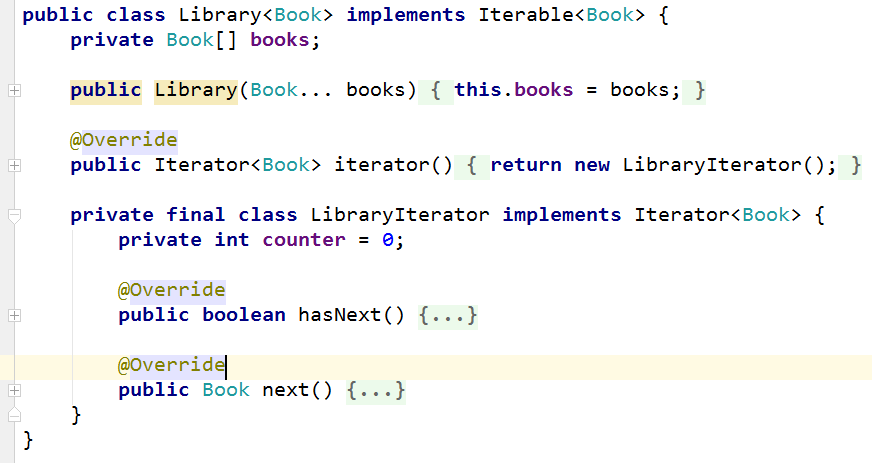 public class Library<Book> implements Iterable<Book> {
    private Book[] books;
    public Library(Book... books) { this.books = books; }
    @Override
    public Iterator<Book> iterator() { return new LibraryIterator(); }
    private final class LibraryIterator implements Iterator<Book> {
        private int counter = 0;
        @Override
        public boolean hasNext() {...}
        @Override
        public Book next() {...}
    }
}